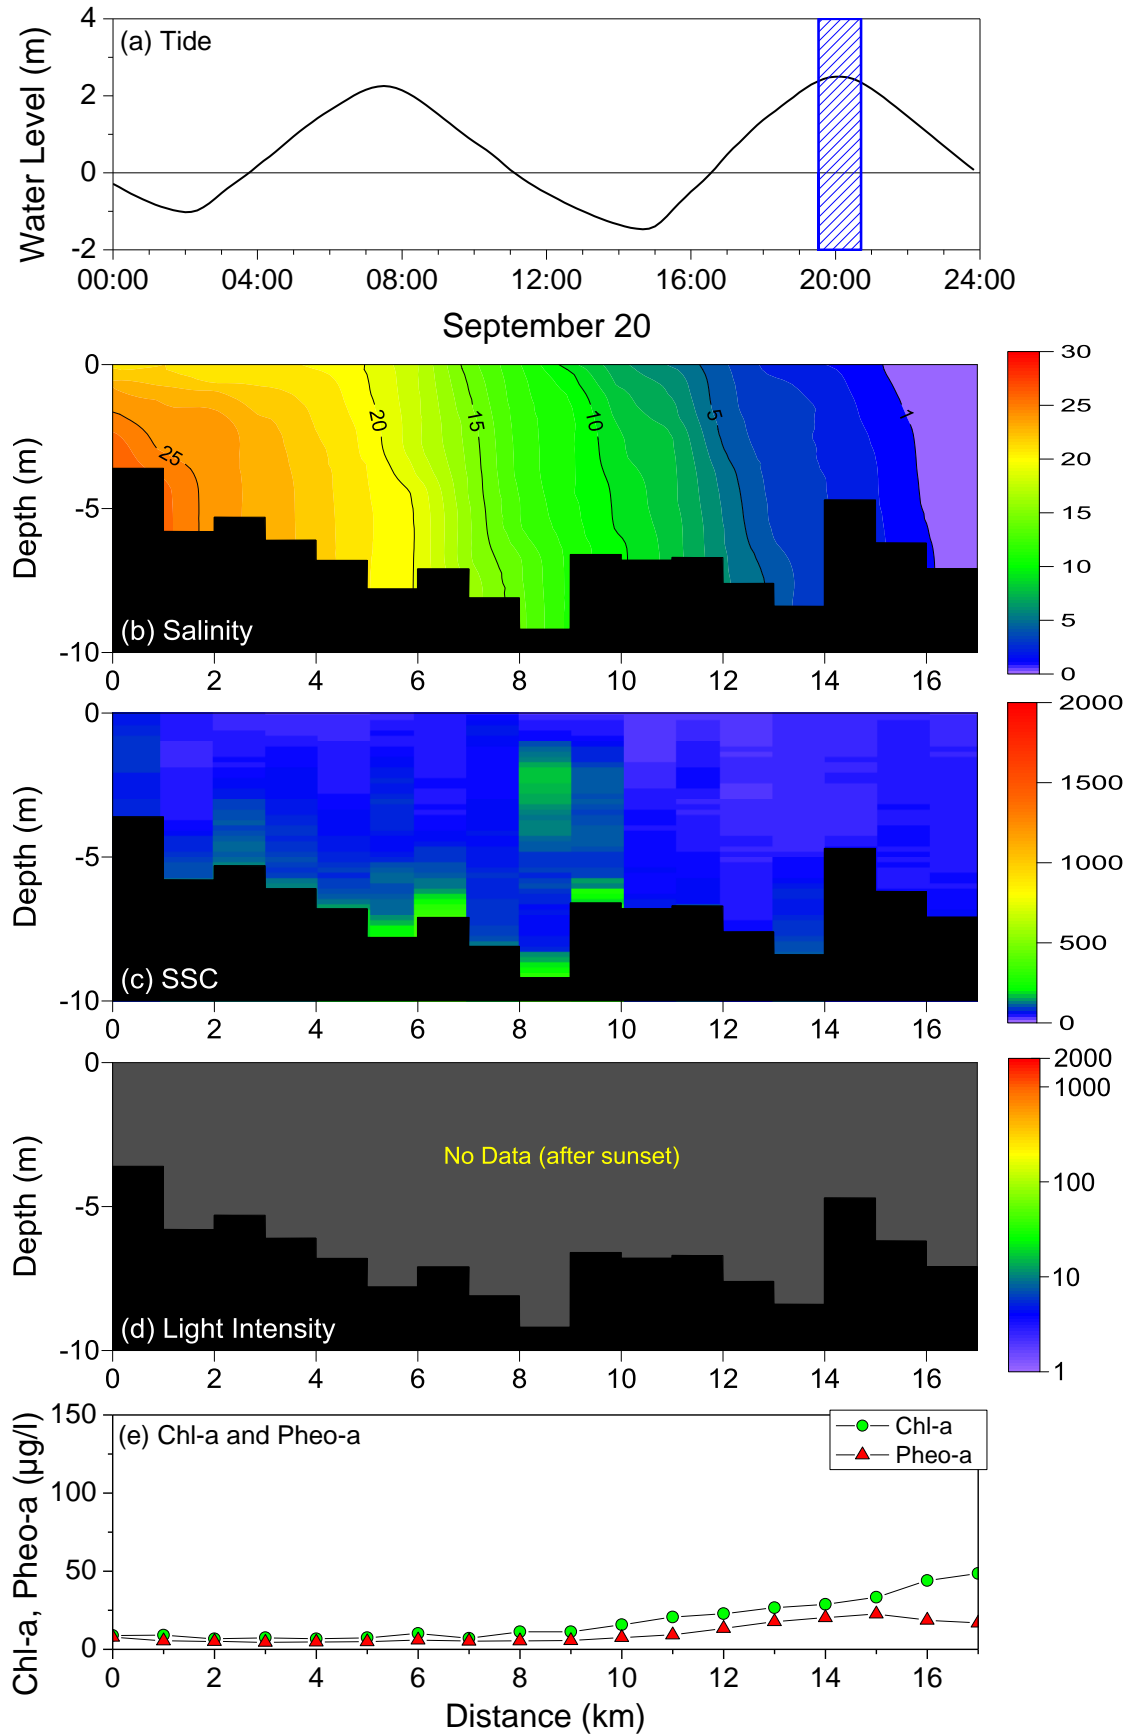 4
(a) Tide
2
0
-2
Water Level (m)
00:00 04:00 08:00 12:00 16:00 20:00 24:00
September 20
0
-5
-10
Depth (m)
25 20 15 10 5 1
(b) Salinity
0 2 4 6 8 10 12 14 16
30
25
20
15
10
5
0
0
-5
-10
Depth (m)
(c) SSC
0 2 4 6 8 10 12 14 16
2000
1500
1000
500
0
0
-5
-10
Depth (m)
No Data (after sunset)
(d) Light Intensity
0 2 4 6 8 10 12 14 16
2000
1000
100
10
1
150
100
50
0
Chl-a, Pheo-a (µg/l)
(e) Chl-a and Pheo-a
Chl-a
Pheo-a
0 2 4 6 8 10 12 14 16
Distance (km)